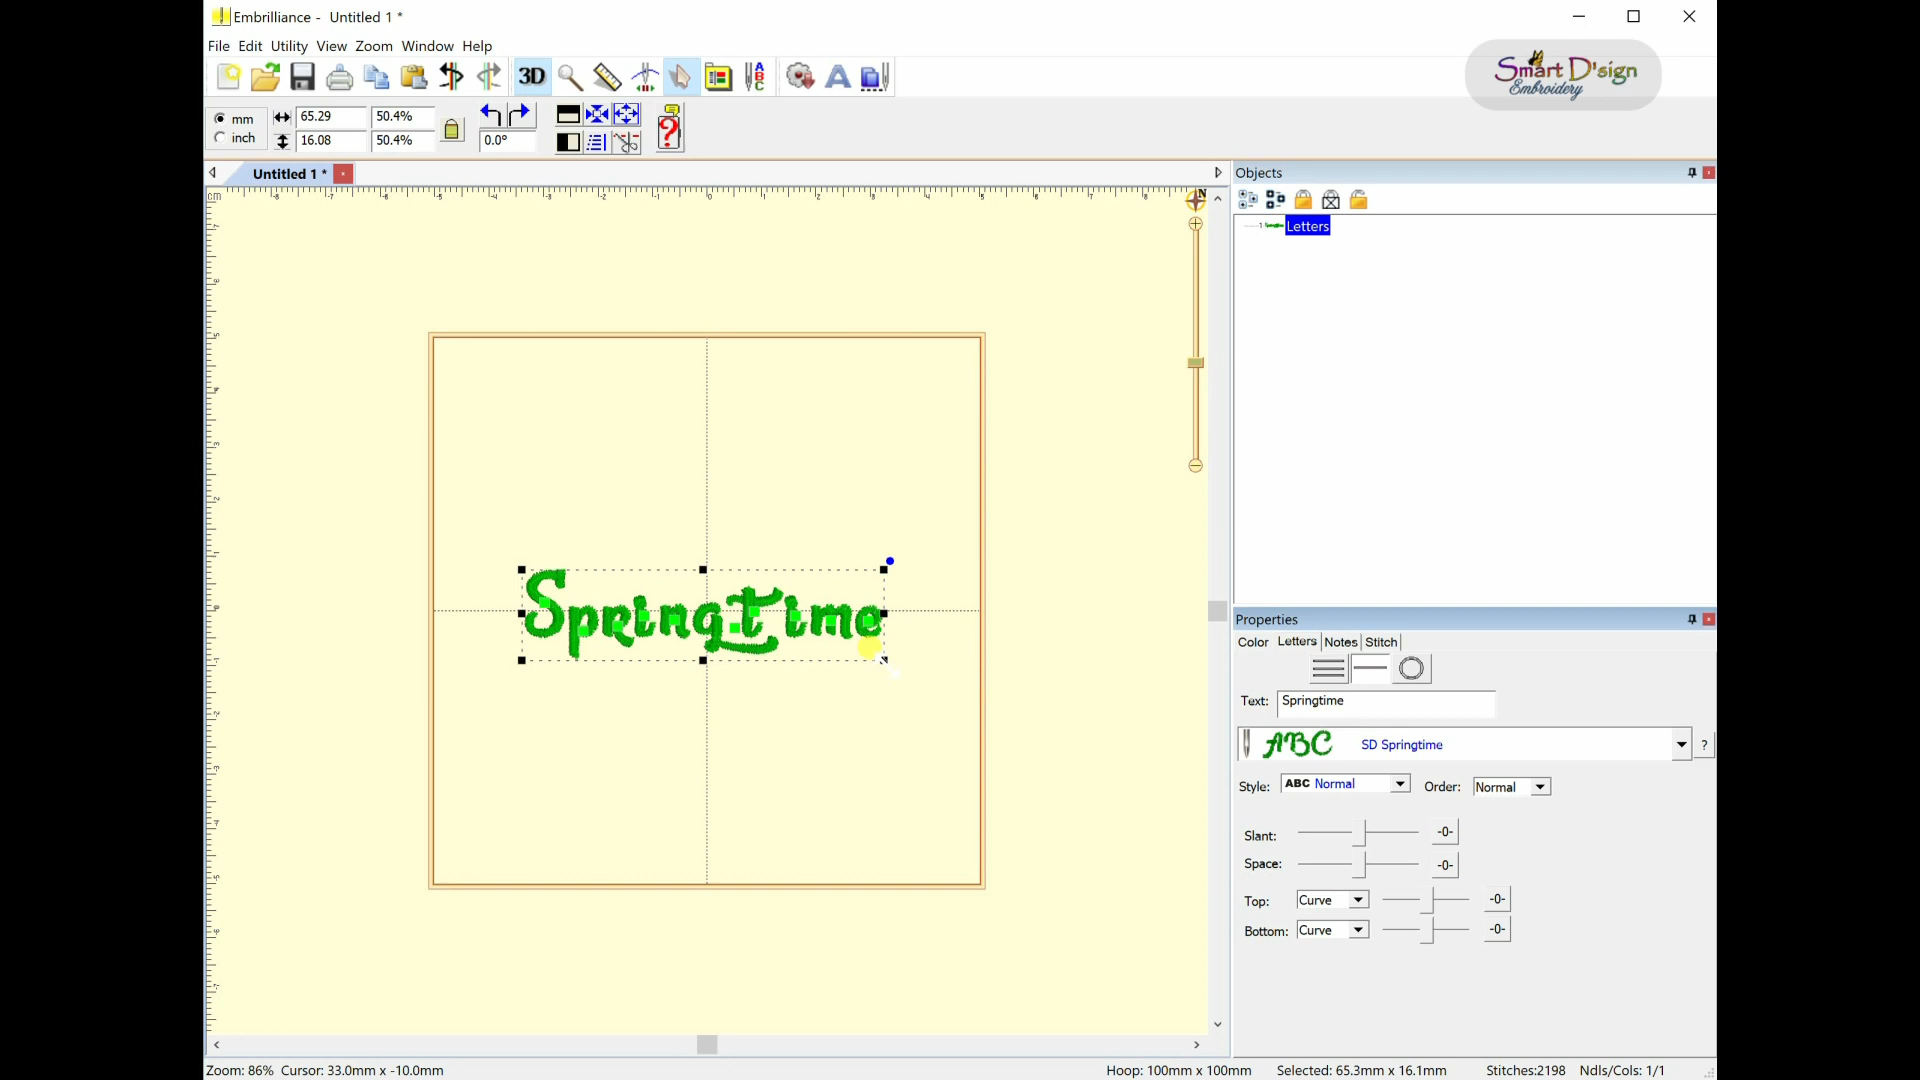 Embrilliance - Untitled 1 *
File Edit Utility View Zoom Window Help
3D
Smart D'sign
Embroidery
mm 65.29 50.4%
inch 16.08 50.4% 0.0°
Untitled 1 *
Objects
cm
N
1 Springtime Letters
Springtime
Properties
Color Letters Notes Stitch
Text: Springtime
ABC SD Springtime ?
Style: ABC Normal Order: Normal
Slant: -0-
Space: -0-
Top: Curve -0-
Bottom: Curve -0-
Zoom: 86% Cursor: 33.0mm x -10.0mm Hoop: 100mm x 100mm Selected: 65.3mm x 16.1mm Stitches:2198 Ndls/Cols: 1/1